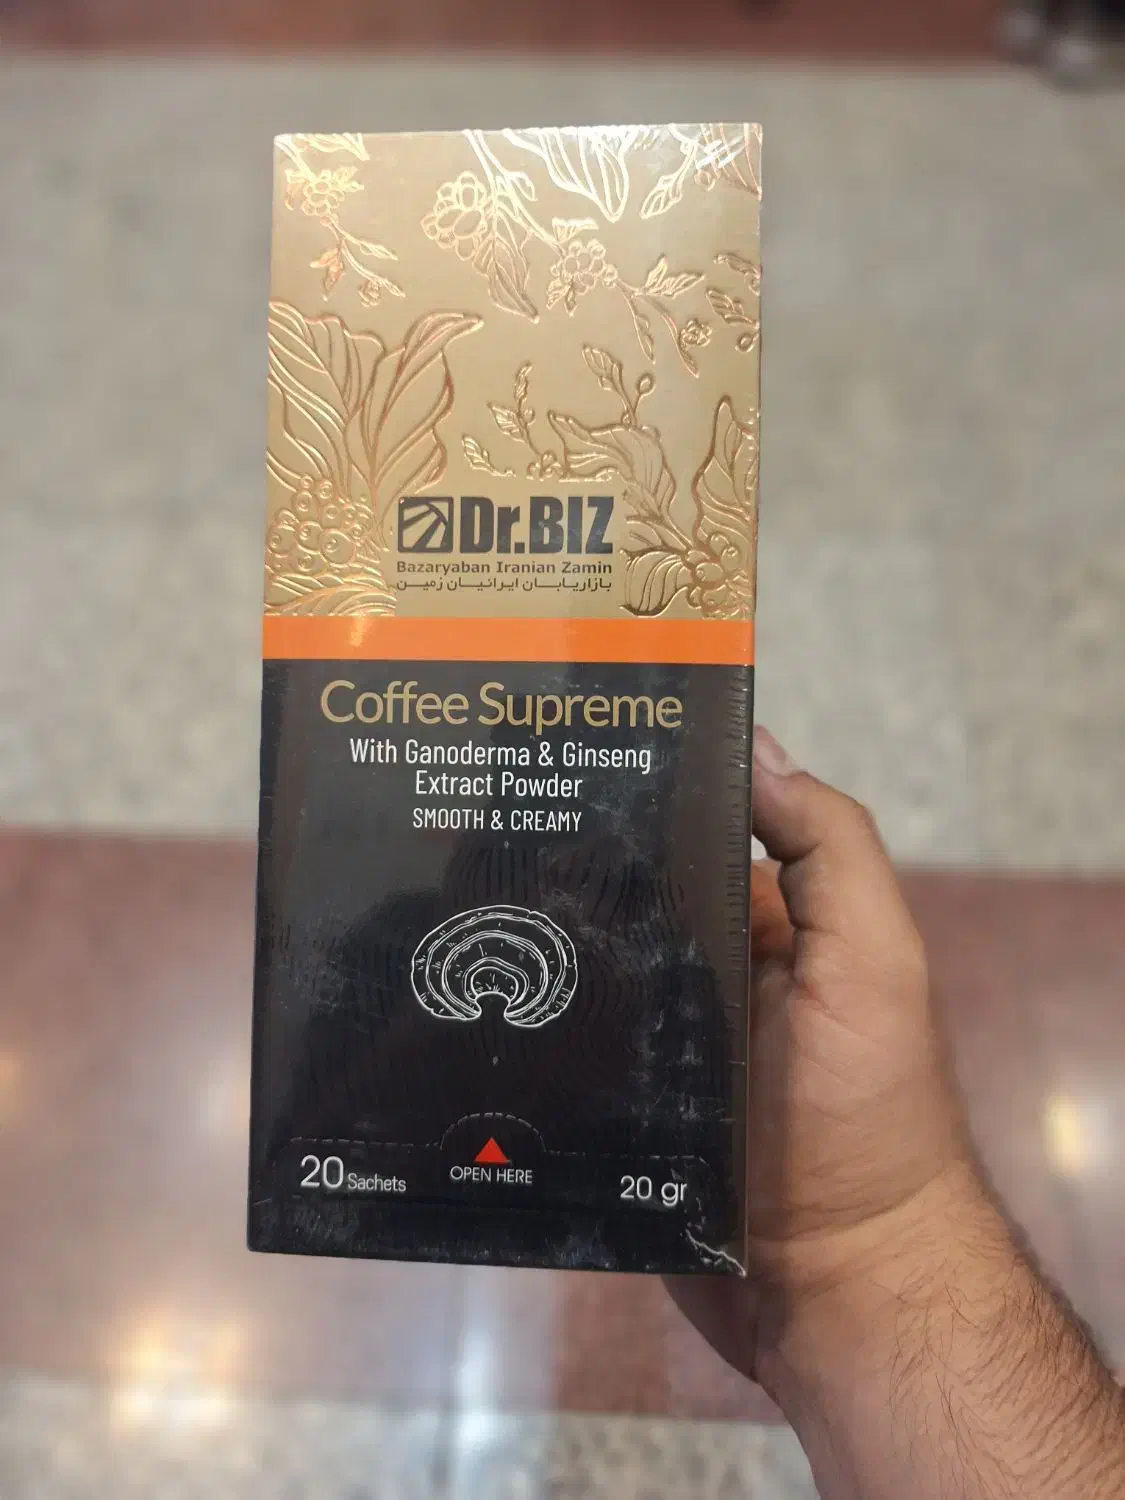 Dr.BIZ
Bazaryaban Iranian Zamin
بازاریابان ایرانیان زمین
Coffee Supreme
With Ganoderma & Ginseng
Extract Powder
SMOOTH & CREAMY
OPEN HERE
20 Sachets
20 gr